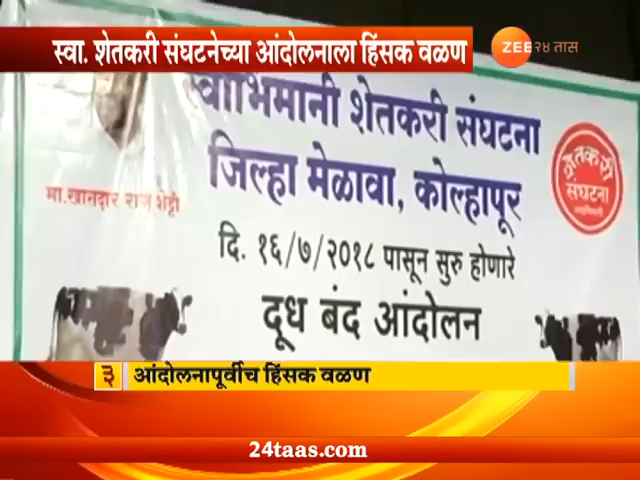 स्वा. शेतकरी संघटनेच्या आंदोलनाला हिंसक वळण
ZEE २४ तास
स्वाभिमानी शेतकरी संघटना
जिल्हा मेळावा, कोल्हापूर
शेतकरी
संघटना
मा.खासदार राजू शेट्टी
दि. १६/७/२०१८ पासून सुरु होणारे
दूध बंद आंदोलन
३ आंदोलनापूर्वीच हिंसक वळण
24taas.com